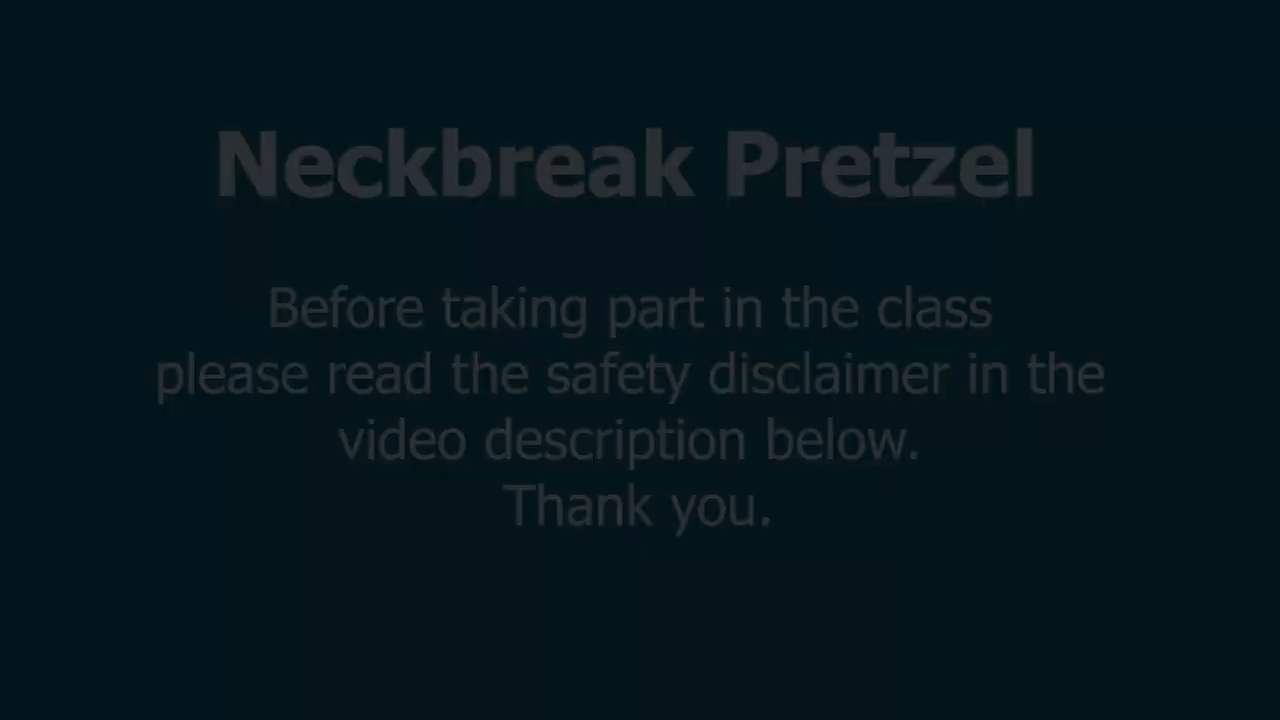 Neckbreak Pretzel
Before taking part in the class
please read the safety disclaimer in the
video description below.
Thank you.